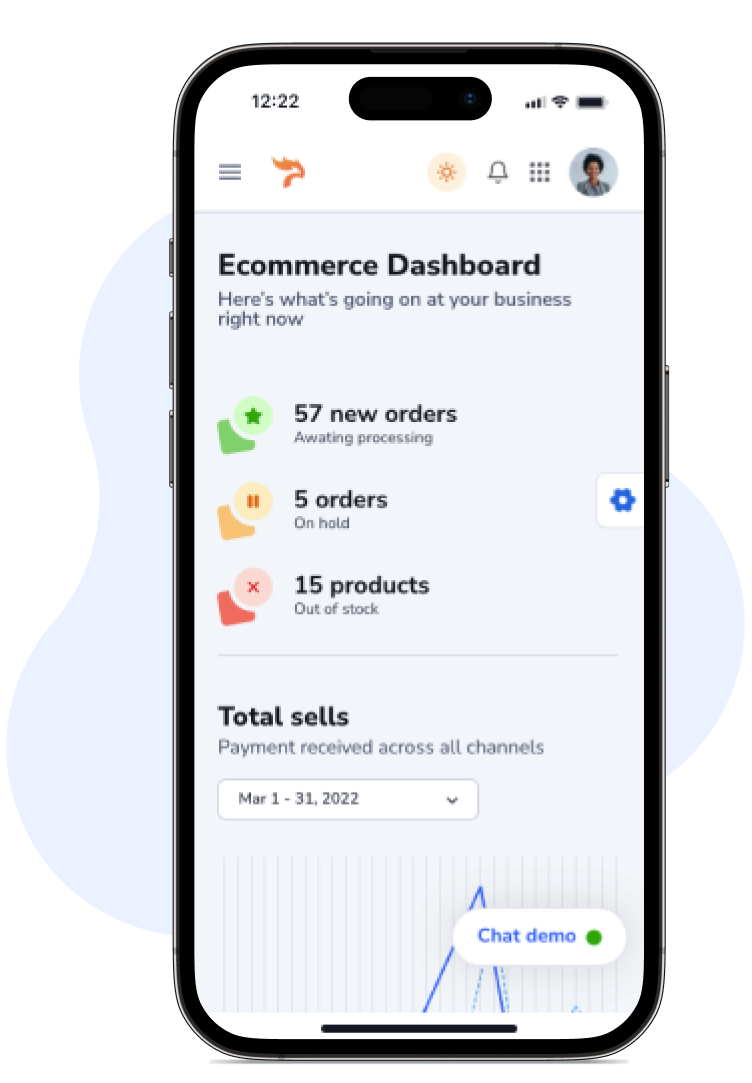 12:22
Ecommerce Dashboard
Here's what's going on at your business
right now
57 new orders
Awating processing
5 orders
On hold
15 products
Out of stock
Total sells
Payment received across all channels
Mar 1 - 31, 2022
Chat demo